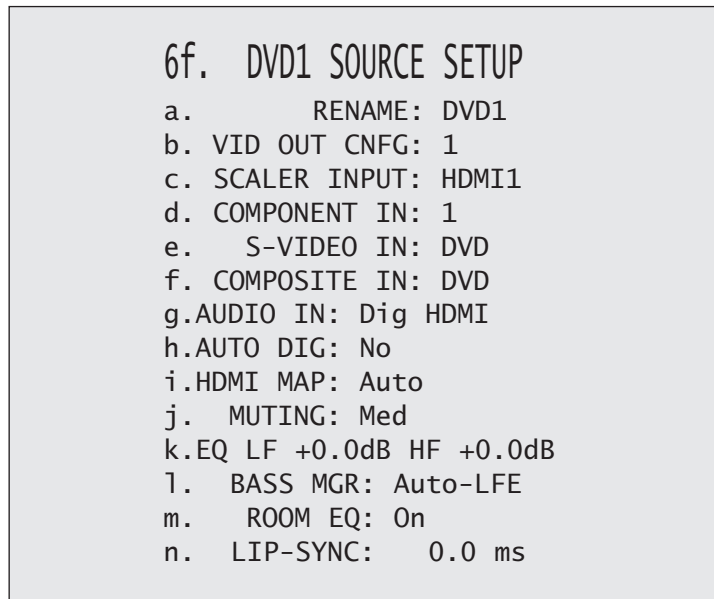 6f. DVD1 SOURCE SETUP
a. RENAME: DVD1
b. VID OUT CNFG: 1
c. SCALER INPUT: HDMI1
d. COMPONENT IN: 1
e. S-VIDEO IN: DVD
f. COMPOSITE IN: DVD
g.AUDIO IN: Dig HDMI
h.AUTO DIG: No
i.HDMI MAP: Auto
j. MUTING: Med
k.EQ LF +0.0dB HF +0.0dB
l. BASS MGR: Auto-LFE
m. ROOM EQ: On
n. LIP-SYNC: 0.0 ms